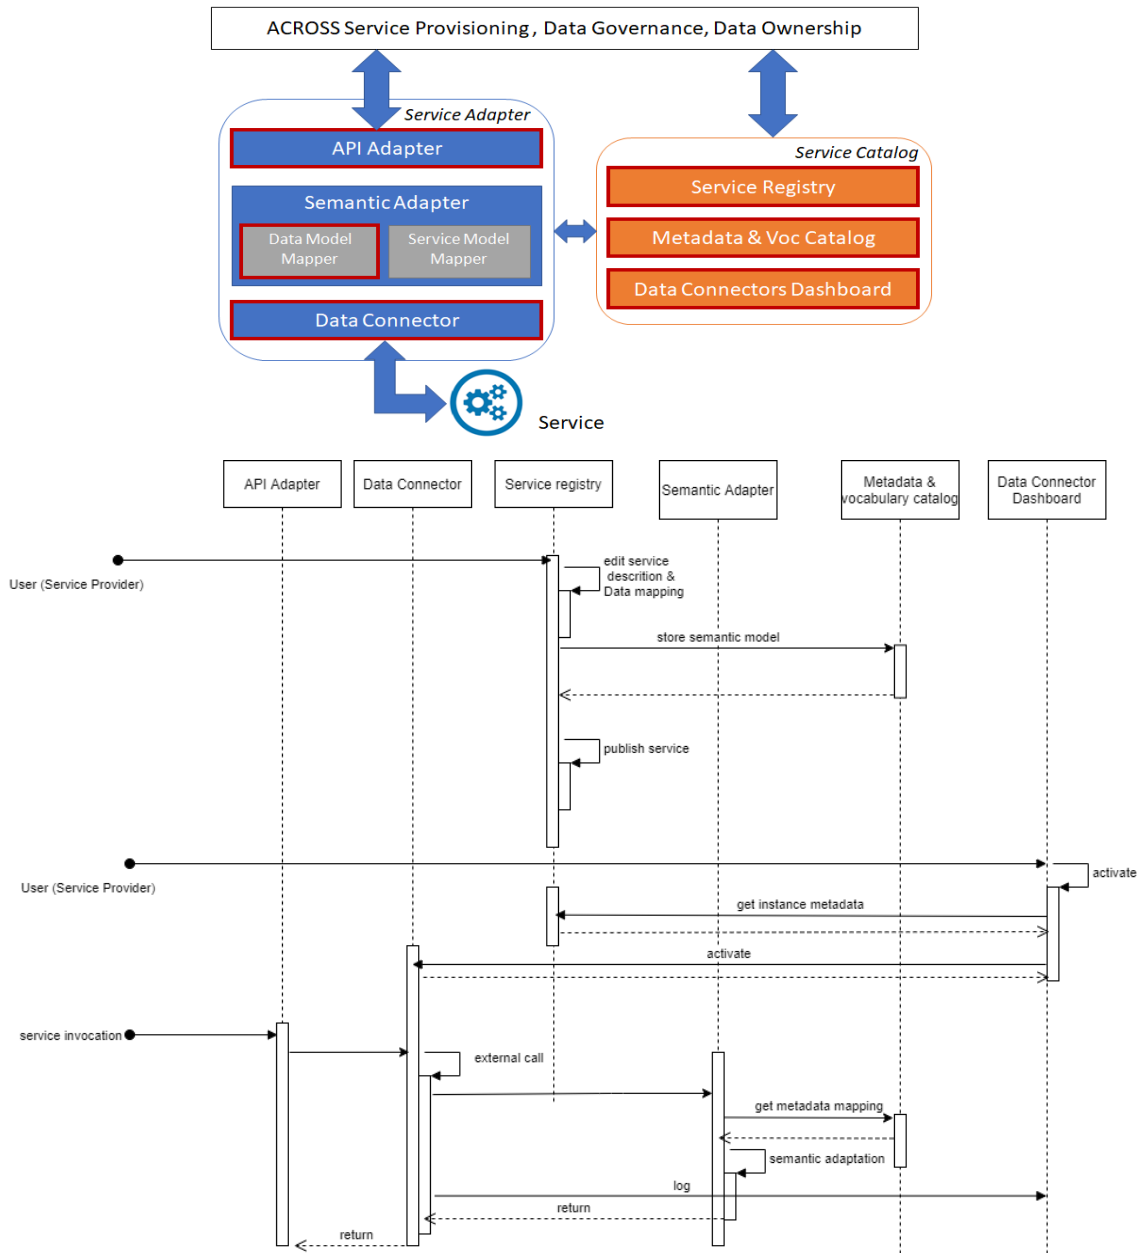 ACROSS Service Provisioning , Data Governance, Data Ownership
Service Adapter
API Adapter
Semantic Adapter
Data Model
Mapper
Service Model
Mapper
Data Connector
Service Catalog
Service Registry
Metadata & Voc Catalog
Data Connectors Dashboard
Service
API Adapter
Data Connector
Service registry
Semantic Adapter
Metadata &
vocabulary catalog
Data Connector
Dashboard
User (Service Provider)
edit service
descrition &
Data mapping
store semantic model
publish service
User (Service Provider)
activate
get instance metadata
activate
service invocation
external call
get metadata mapping
semantic adaptation
log
return
return